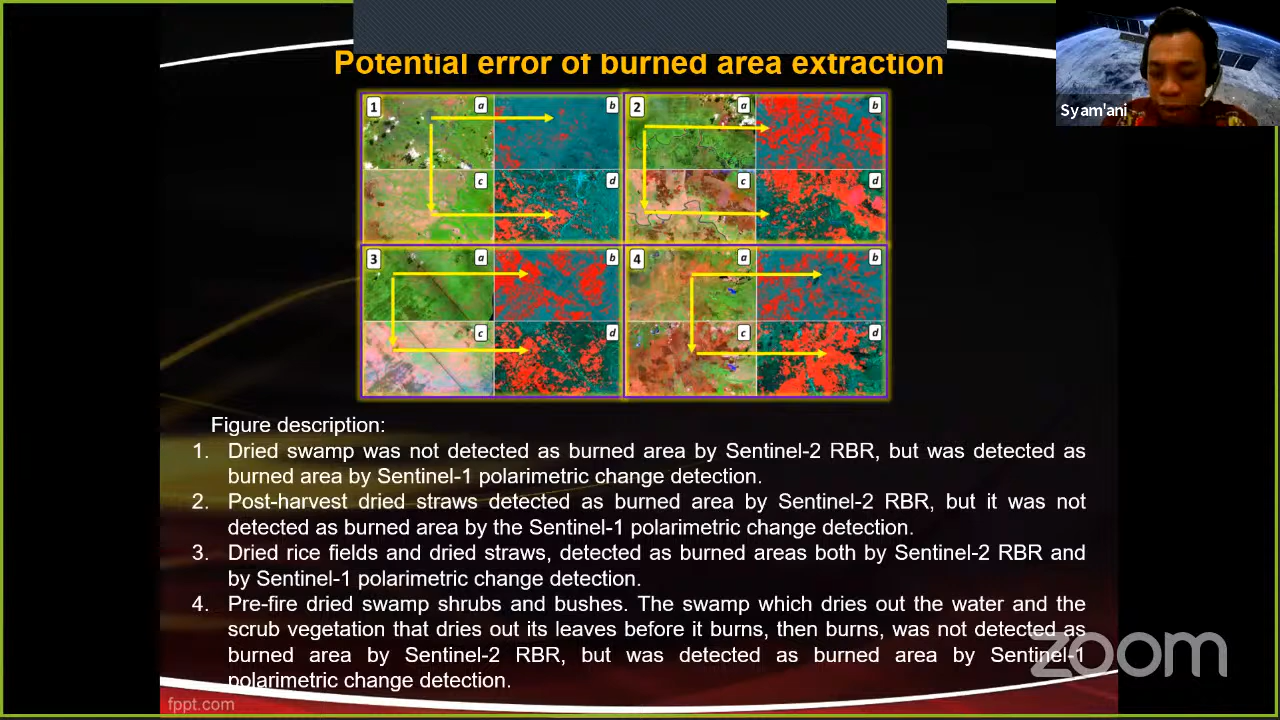 Potential error of burned area extraction
Syam'ani
1 a b 2 a b
c d c d
3 a b 4 a b
c d c d
Figure description:
1. Dried swamp was not detected as burned area by Sentinel-2 RBR, but was detected as
burned area by Sentinel-1 polarimetric change detection.
2. Post-harvest dried straws detected as burned area by Sentinel-2 RBR, but it was not
detected as burned area by the Sentinel-1 polarimetric change detection.
3. Dried rice fields and dried straws, detected as burned areas both by Sentinel-2 RBR and
by Sentinel-1 polarimetric change detection.
4. Pre-fire dried swamp shrubs and bushes. The swamp which dries out the water and the
scrub vegetation that dries out its leaves before it burns, then burns, was not detected as
burned area by Sentinel-2 RBR, but was detected as burned area by Sentinel-1
polarimetric change detection.
zoom
fppt.com